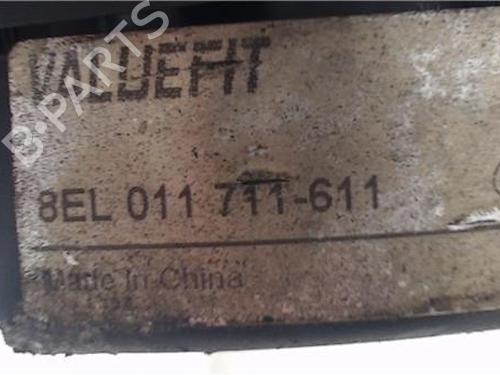 VALUEFIT
8EL 011 711-611
Made in China
B-PARTS